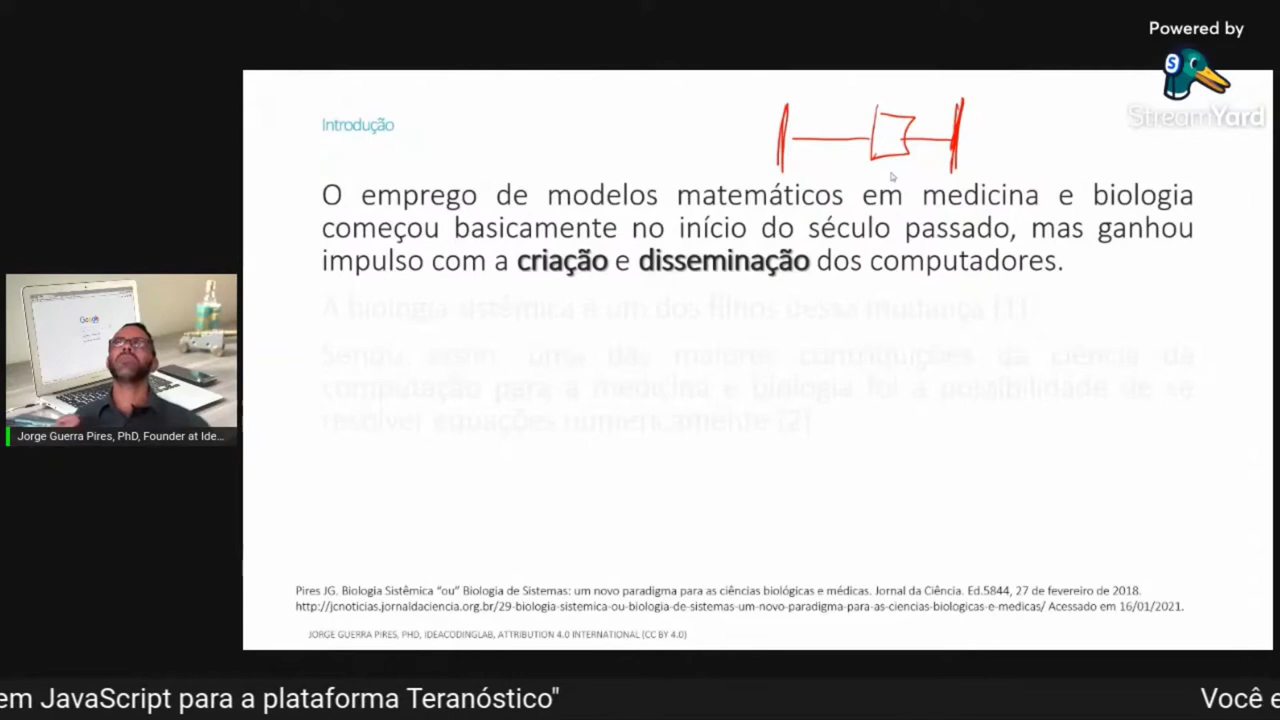 Powered by
StreamYard
Introdução
O emprego de modelos matemáticos em medicina e biologia
começou basicamente no início do século passado, mas ganhou
impulso com a criação e disseminação dos computadores.
A biologia sistêmica é um dos filhos dessa mudança [1]
uma das maiores contribuições da ciência da
computação para a medicina e biologia foi a possibilidade de se
resolver equações numericamente [2]
Google
Jorge Guerra Pires, PhD, Founder at Ide...
Pires JG. Biologia Sistêmica “ou” Biologia de Sistemas: um novo paradigma para as ciências biológicas e médicas. Jornal da Ciência. Ed.5844, 27 de fevereiro de 2018.
http://jcnoticias.jornaldaciencia.org.br/29-biologia-sistemica-ou-biologia-de-sistemas-um-novo-paradigma-para-as-ciencias-biologicas-e-medicas/ Acessado em 16/01/2021.
JORGE GUERRA PIRES, PHD, IDEACODINGLAB, ATTRIBUTION 4.0 INTERNATIONAL (CC BY 4.0)
em JavaScript para a plataforma Teranóstico" Você e